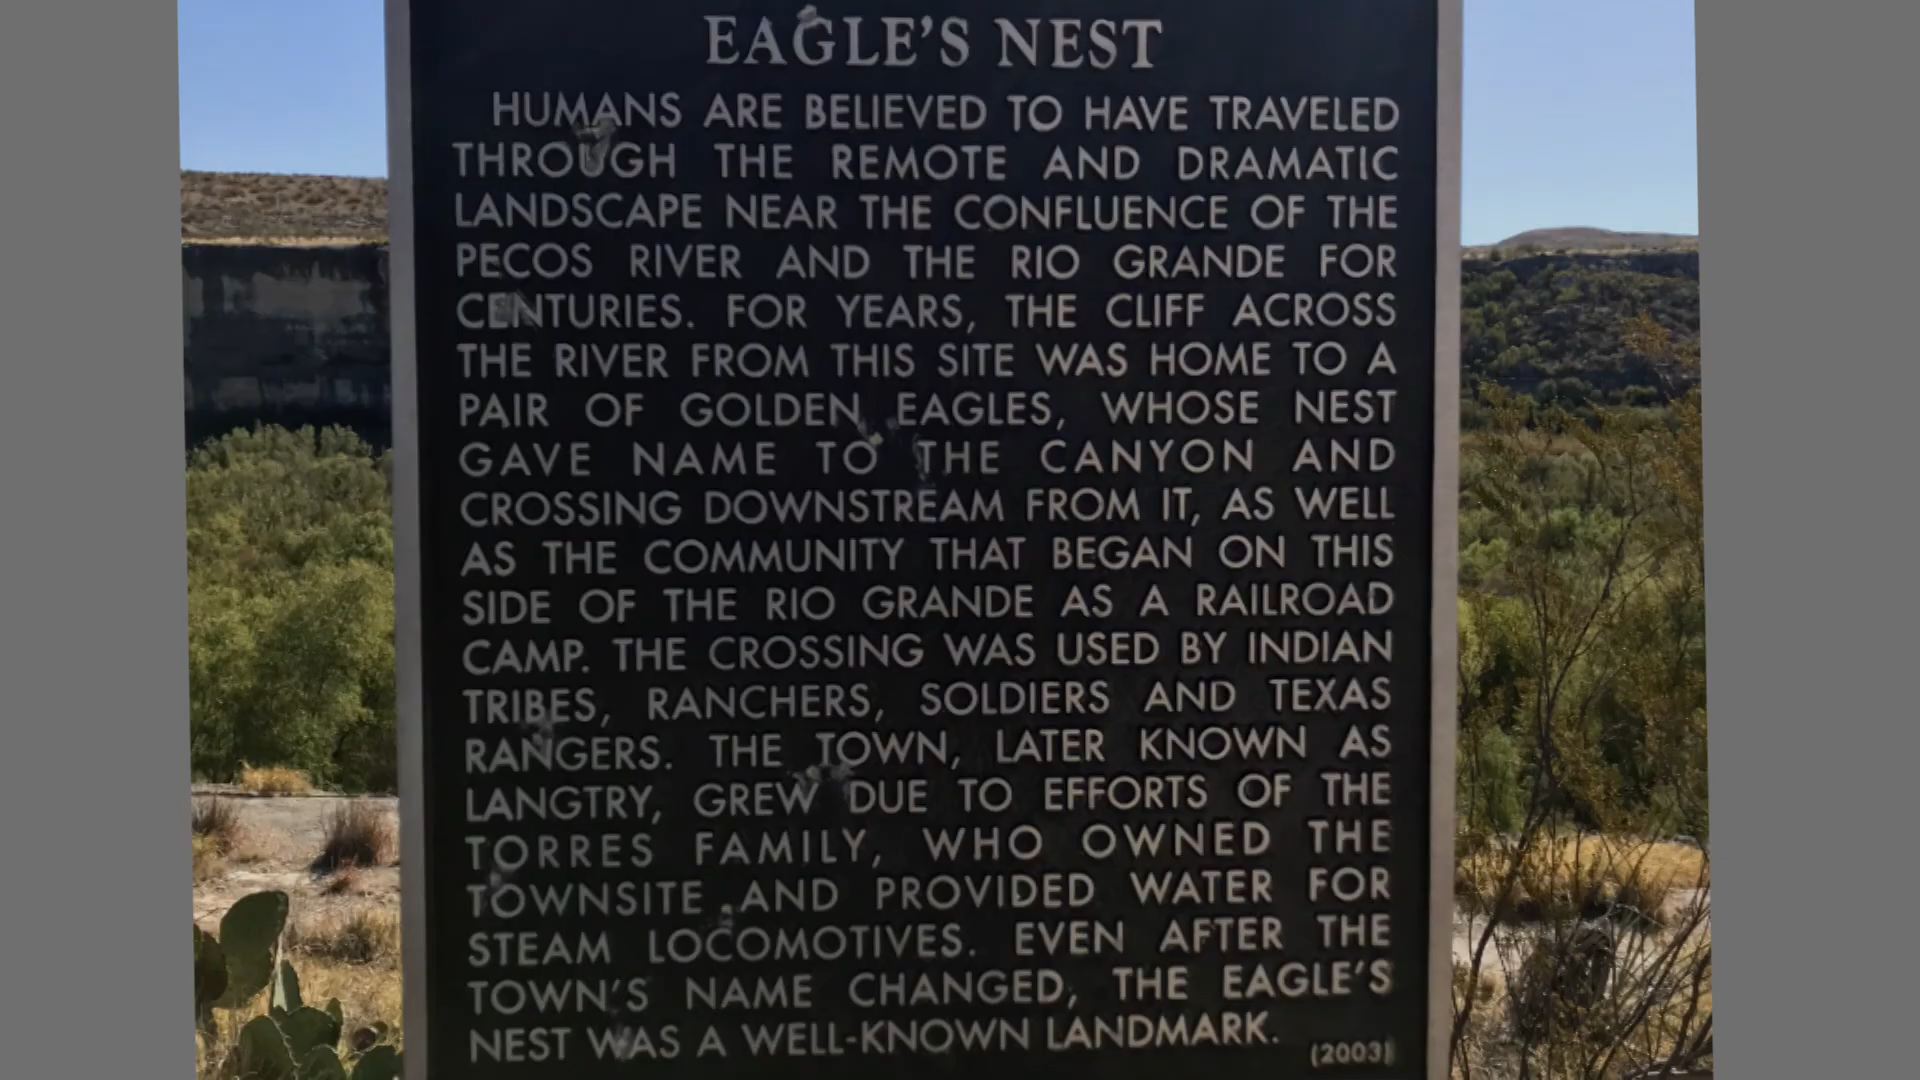 EAGLE'S NEST
HUMANS ARE BELIEVED TO HAVE TRAVELED
THROUGH THE REMOTE AND DRAMATIC
LANDSCAPE NEAR THE CONFLUENCE OF THE
PECOS RIVER AND THE RIO GRANDE FOR
CENTURIES. FOR YEARS, THE CLIFF ACROSS
THE RIVER FROM THIS SITE WAS HOME TO A
PAIR OF GOLDEN EAGLES, WHOSE NEST
GAVE NAME TO THE CANYON AND
CROSSING DOWNSTREAM FROM IT, AS WELL
AS THE COMMUNITY THAT BEGAN ON THIS
SIDE OF THE RIO GRANDE AS A RAILROAD
CAMP. THE CROSSING WAS USED BY INDIAN
TRIBES, RANCHERS, SOLDIERS AND TEXAS
RANGERS. THE TOWN, LATER KNOWN AS
LANGTRY, GREW DUE TO EFFORTS OF THE
TORRES FAMILY, WHO OWNED THE
TOWNSITE AND PROVIDED WATER FOR
STEAM LOCOMOTIVES. EVEN AFTER THE
TOWN'S NAME CHANGED, THE EAGLE'S
NEST WAS A WELL-KNOWN LANDMARK.
(2003)